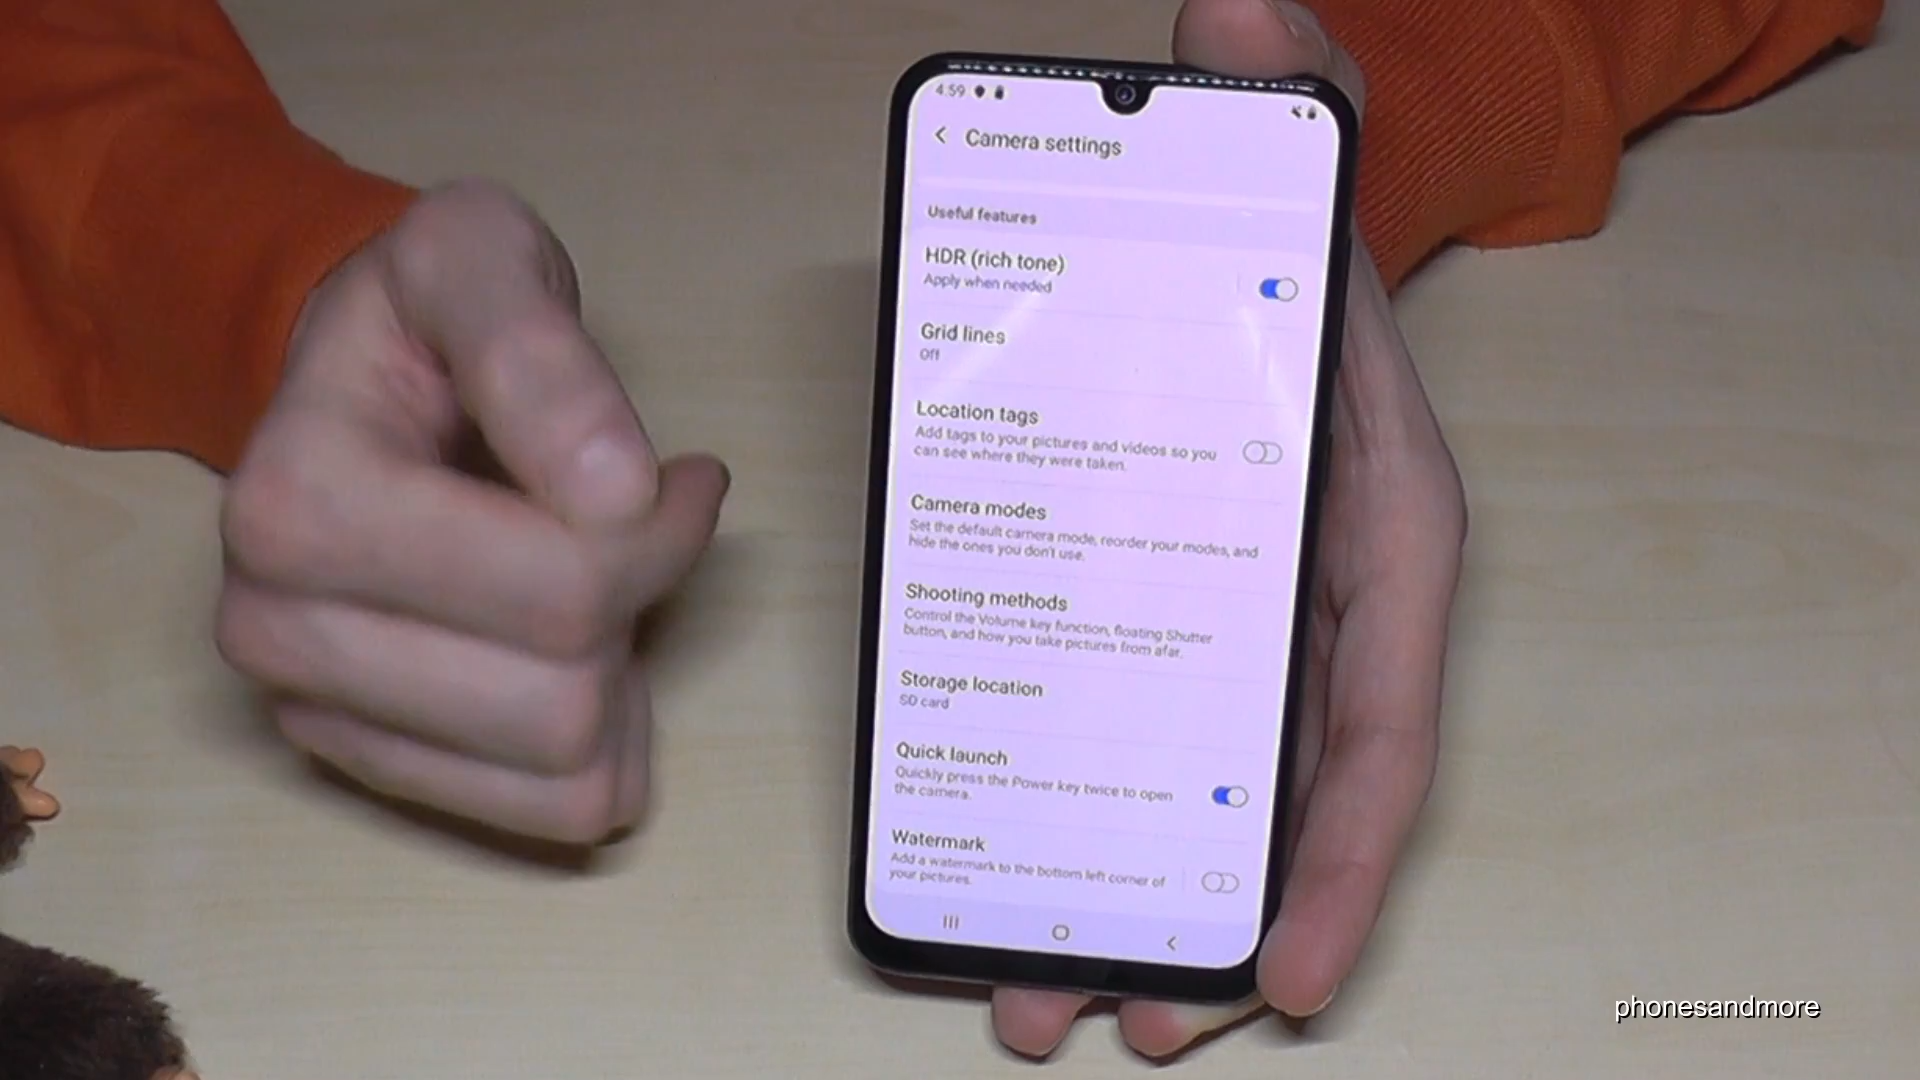 4:59
Camera settings
Useful features
HDR (rich tone)
Apply when needed
Grid lines
Off
Location tags
Add tags to your pictures and videos so you
can see where they were taken.
Camera modes
Set the default camera mode, reorder your modes, and
hide the ones you don't use.
Shooting methods
Control the Volume key function, floating Shutter
button, and how you take pictures from afar.
Storage location
SD card
Quick launch
Quickly press the Power key twice to open
the camera.
Watermark
Add a watermark to the bottom left corner of
your pictures.
phonesandmore